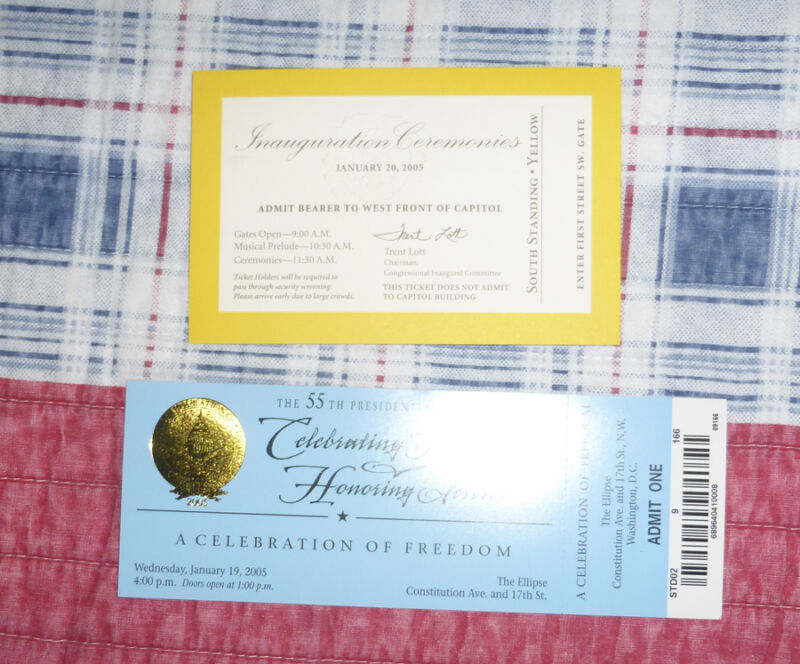 Inauguration Ceremonies
JANUARY 20, 2005
ADMIT BEARER TO WEST FRONT OF CAPITOL
Gates Open—9:00 A.M.
Musical Prelude—10:30 A.M.
Ceremonies—11:30 A.M.
Ticket Holders will be required to
pass through security screening.
Please arrive early due to large crowds.
Trent Lott
Trent Lott
Chairman,
Congressional Inaugural Committee
THIS TICKET DOES NOT ADMIT
TO CAPITOL BUILDING
SOUTH STANDING • YELLOW
ENTER FIRST STREET SW. GATE
THE 55TH
Celebrating
Honoring
A CELEBRATION OF FREEDOM
Wednesday, January 19, 2005
4:00 p.m. Doors open at 1:00 p.m.
The Ellipse
Constitution Ave. and 17th St.
2005
A CELEBRATION OF FREEDOM
The Ellipse
Constitution Ave. and 17th St., N.W.
Washington, D.C.
ADMIT ONE
STD02 9 166
689640410008
09166